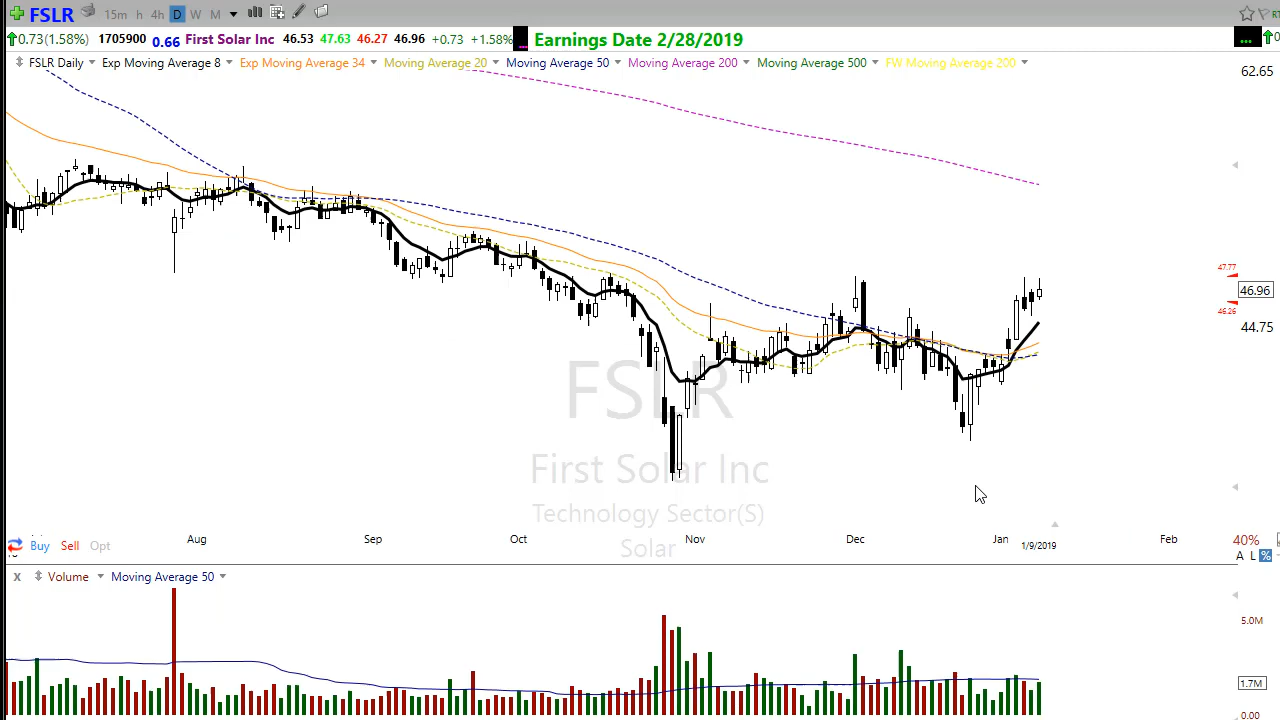 FSLR 15m h 4h D W M
0.73(1.58%) 1705900 0.66 First Solar Inc 46.53 47.63 46.27 46.96 +0.73 +1.58% Earnings Date 2/28/2019
FSLR Daily Exp Moving Average 8 Exp Moving Average 34 Moving Average 20 Moving Average 50 Moving Average 200 Moving Average 500 FW Moving Average 200
62.65
47.77
46.96
46.26
44.75
FSLR
First Solar Inc
Technology Sector(S)
Solar
Aug Sep Oct Nov Dec Jan 1/9/2019 Feb
Buy Sell Opt
40%
A L %
X Volume Moving Average 50
5.0M
1.7M
0.00